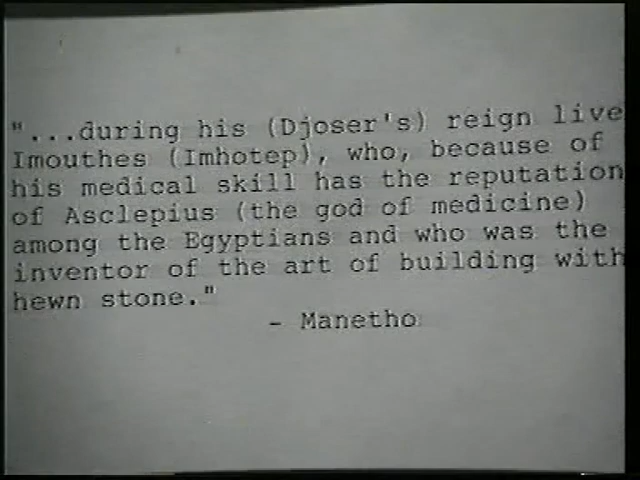 "...during his (Djoser's) reign live
Imouthes (Imhotep), who, because of
his medical skill has the reputation
of Asclepius (the god of medicine)
among the Egyptians and who was the
inventor of the art of building with
hewn stone."
- Manetho